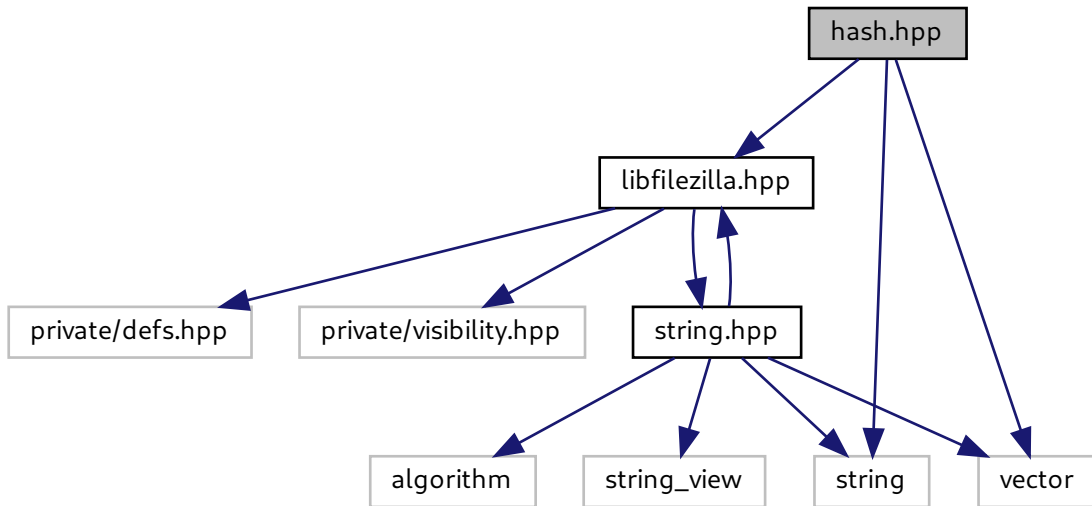 hash.hpp
libfilezilla.hpp
private/defs.hpp
private/visibility.hpp
string.hpp
algorithm
string_view
string
vector